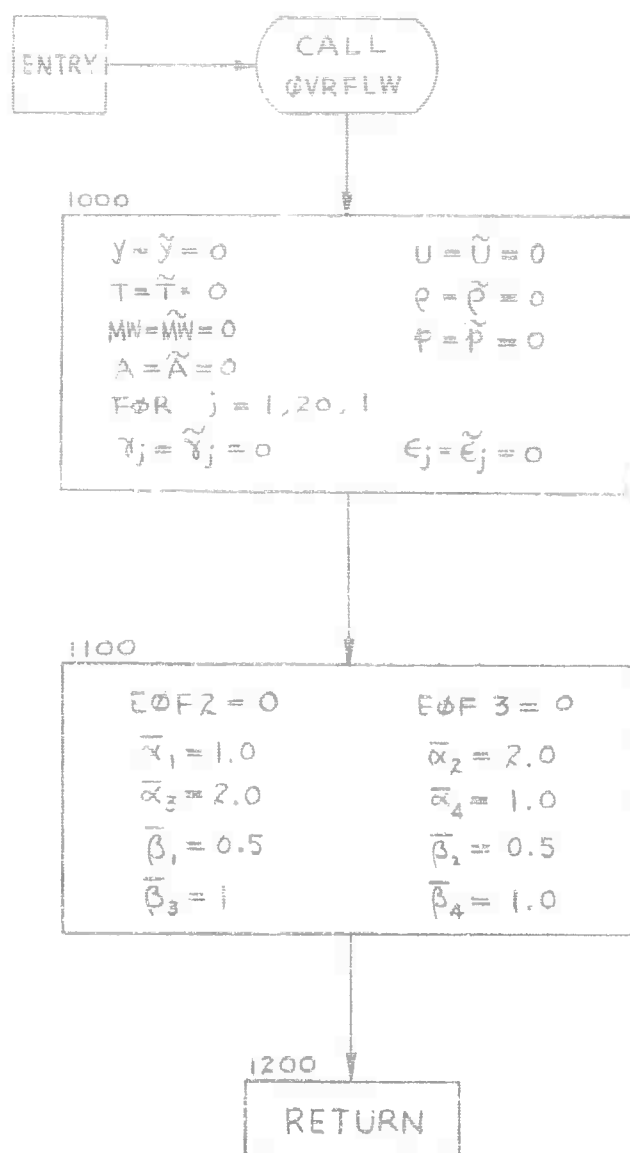 ENTRY
CALL
ØVRFLW
1000
y = ỹ = 0 U = Ũ = 0
T = T̃ = 0 ρ = ρ̃ = 0
MW = M̃W̃ = 0 P = P̃ = 0
A = Ã = 0
FØR j = 1, 20, 1
γj = γ̃j = 0 ϵj = ϵ̃j = 0
1100
EØF2 = 0 EØF 3 = 0
ᾱ₁ = 1.0 ᾱ₂ = 2.0
ᾱ₃ = 2.0 ᾱ₄ = 1.0
β̄₁ = 0.5 β̄₂ = 0.5
β̄₃ = 1 β̄₄ = 1.0
1200
RETURN